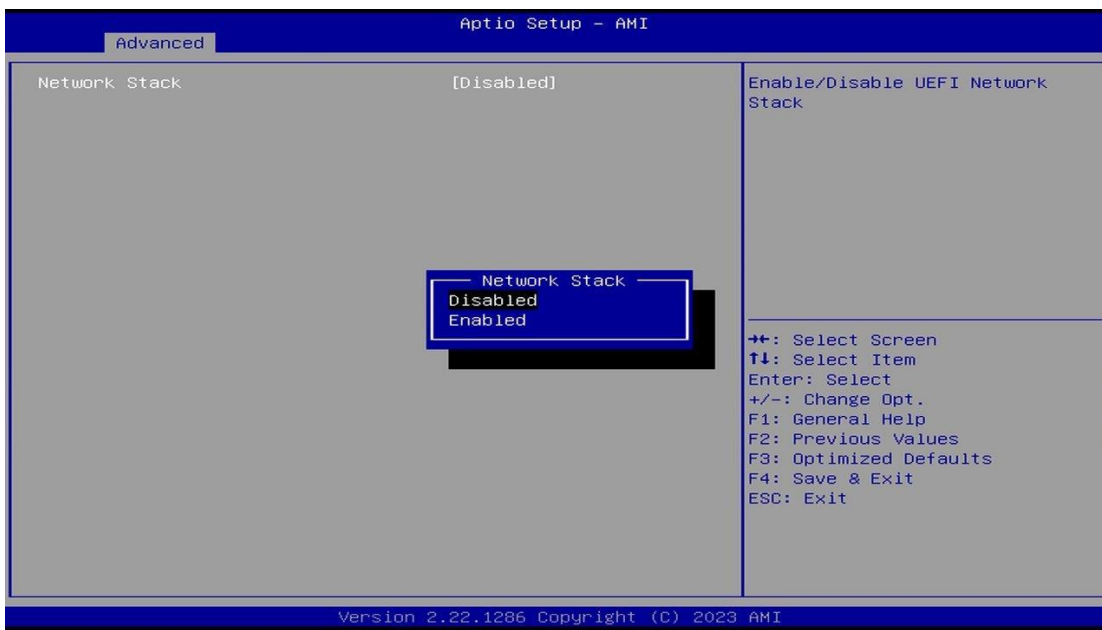 Aptio Setup – AMI
Advanced
Network Stack [Disabled]
Enable/Disable UEFI Network
Stack
Network Stack
Disabled
Enabled
→←: Select Screen
↑↓: Select Item
Enter: Select
+/-: Change Opt.
F1: General Help
F2: Previous Values
F3: Optimized Defaults
F4: Save & Exit
ESC: Exit
Version 2.22.1286 Copyright (C) 2023 AMI